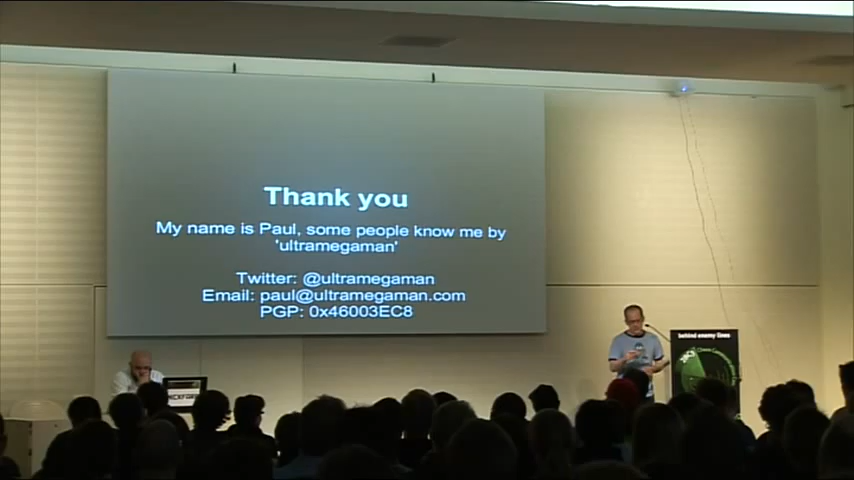 Thank you
My name is Paul, some people know me by
'ultramegaman'
Twitter: @ultramegaman
Email: paul@ultramegaman.com
PGP: 0x46003EC8
behind enemy lines